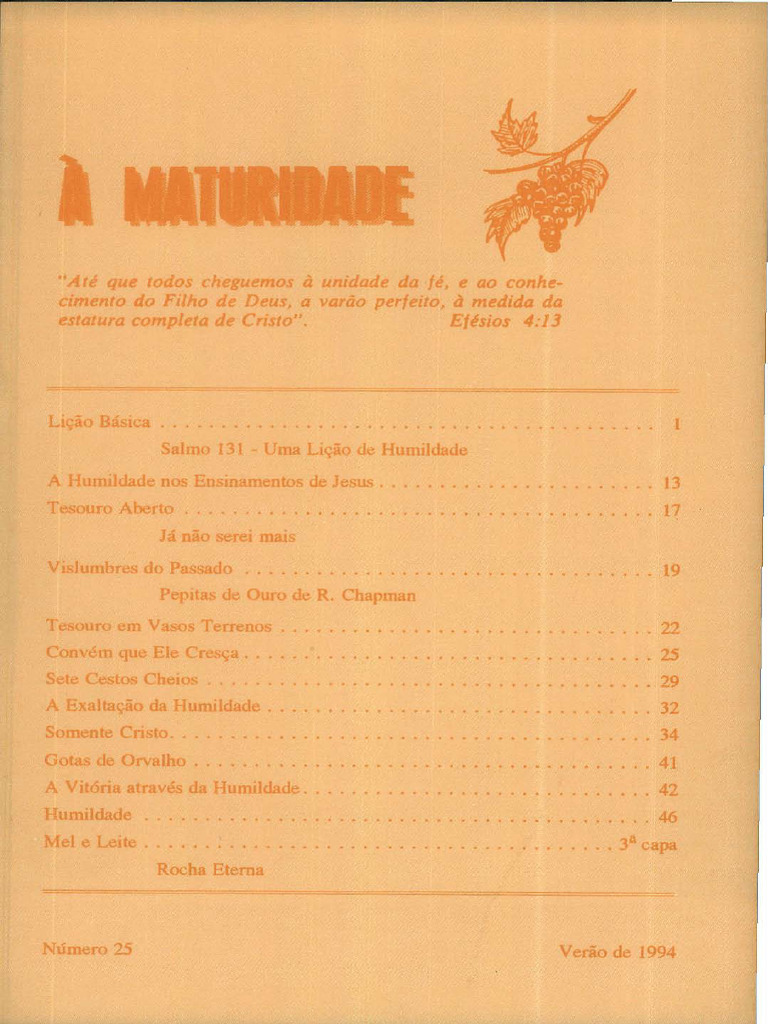 À MATURIDADE
"Até que todos cheguemos à unidade da fé, e ao conhe-
cimento do Filho de Deus, a varão perfeito, à medida da
estatura completa de Cristo". Efésios 4:13
Lição Básica . . . . . . . . . . . . . . . . . . . . . . . . . . . . . . . . . . . . . . . . . 1
Salmo 131 - Uma Lição de Humildade
A Humildade nos Ensinamentos de Jesus . . . . . . . . . . . . . . . . . . . . . . . 13
Tesouro Aberto . . . . . . . . . . . . . . . . . . . . . . . . . . . . . . . . . . . . . . . 17
Já não serei mais
Vislumbres do Passado . . . . . . . . . . . . . . . . . . . . . . . . . . . . . . . . . . 19
Pepitas de Ouro de R. Chapman
Tesouro em Vasos Terrenos . . . . . . . . . . . . . . . . . . . . . . . . . . . . . . . 22
Convém que Ele Cresça . . . . . . . . . . . . . . . . . . . . . . . . . . . . . . . . . . 25
Sete Cestos Cheios . . . . . . . . . . . . . . . . . . . . . . . . . . . . . . . . . . . . . 29
A Exaltação da Humildade . . . . . . . . . . . . . . . . . . . . . . . . . . . . . . . . 32
Somente Cristo . . . . . . . . . . . . . . . . . . . . . . . . . . . . . . . . . . . . . . . . 34
Gotas de Orvalho . . . . . . . . . . . . . . . . . . . . . . . . . . . . . . . . . . . . . . 41
A Vitória através da Humildade . . . . . . . . . . . . . . . . . . . . . . . . . . . . . 42
Humildade . . . . . . . . . . . . . . . . . . . . . . . . . . . . . . . . . . . . . . . . . . 46
Mel e Leite . . . . . . . . . . . . . . . . . . . . . . . . . . . . . . . . . . . . . . . 3ª capa
Rocha Eterna
Número 25 Verão de 1994